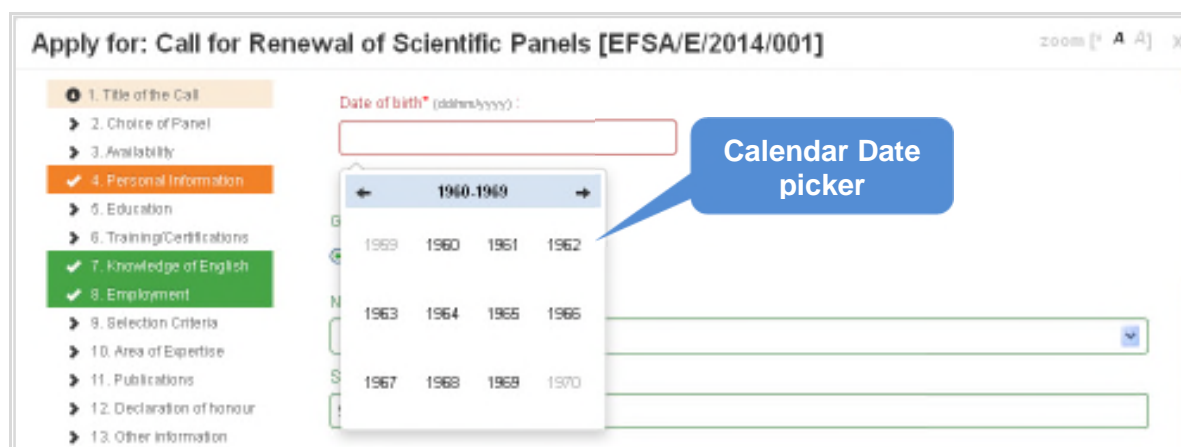 Apply for: Call for Renewal of Scientific Panels [EFSA/E/2014/001]
zoom [ A A] X
1. Title of the Call
2. Choice of Panel
3. Availability
4. Personal Information
5. Education
6. Training/Certifications
7. Knowledge of English
8. Employment
9. Selection Criteria
10. Area of Expertise
11. Publications
12. Declaration of honour
13. Other information
Date of birth* (dd/mm/yyyy) :
1960-1969
1959 1960 1961 1962
1963 1964 1965 1966
1967 1968 1969 1970
G
N
S
Calendar Date
picker